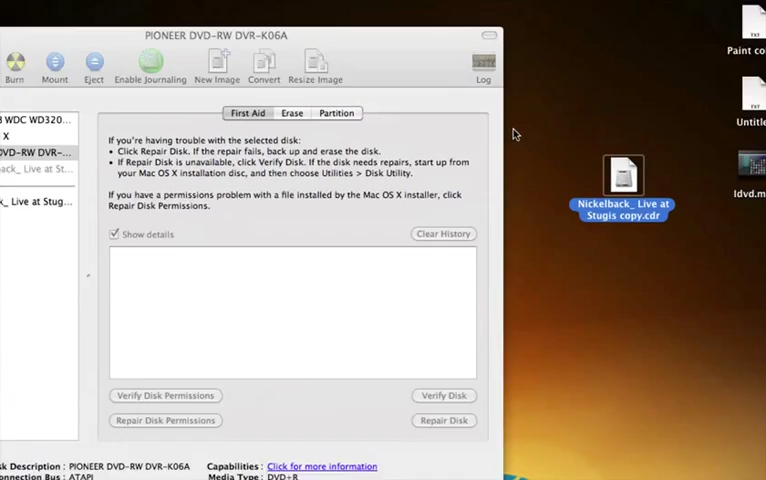 PIONEER DVD-RW DVR-K06A
Burn
Mount
Eject
Enable Journaling
New Image
Convert
Resize Image
Log
WDC WD320...
X
DVD-RW DVR-...
Live at St...
Live at Stug...
First Aid
Erase
Partition
If you're having trouble with the selected disk:
• Click Repair Disk. If the repair fails, back up and erase the disk.
• If Repair Disk is unavailable, click Verify Disk. If the disk needs repairs, start up from
your Mac OS X installation disc, and then choose Utilities > Disk Utility.
If you have a permissions problem with a file installed by the Mac OS X installer, click
Repair Disk Permissions.
Show details
Clear History
Verify Disk Permissions
Verify Disk
Repair Disk Permissions
Repair Disk
Disk Description : PIONEER DVD-RW DVR-K06A
Capabilities : Click for more information
Connection Bus : ATAPI
Media Type : DVD+R
Nickelback_ Live at
Stugis copy.cdr
TXT
Paint co
TXT
Untitle
ldvd.m